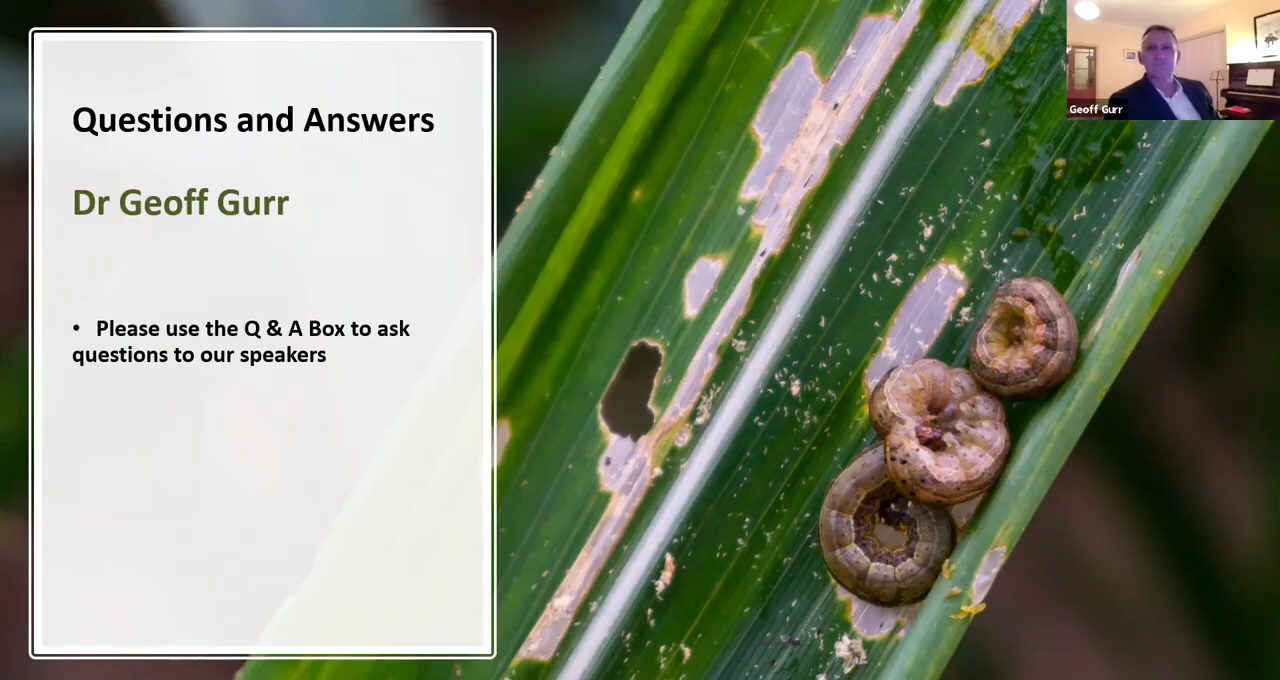 Questions and Answers
Dr Geoff Gurr
• Please use the Q & A Box to ask
questions to our speakers
Geoff Gurr